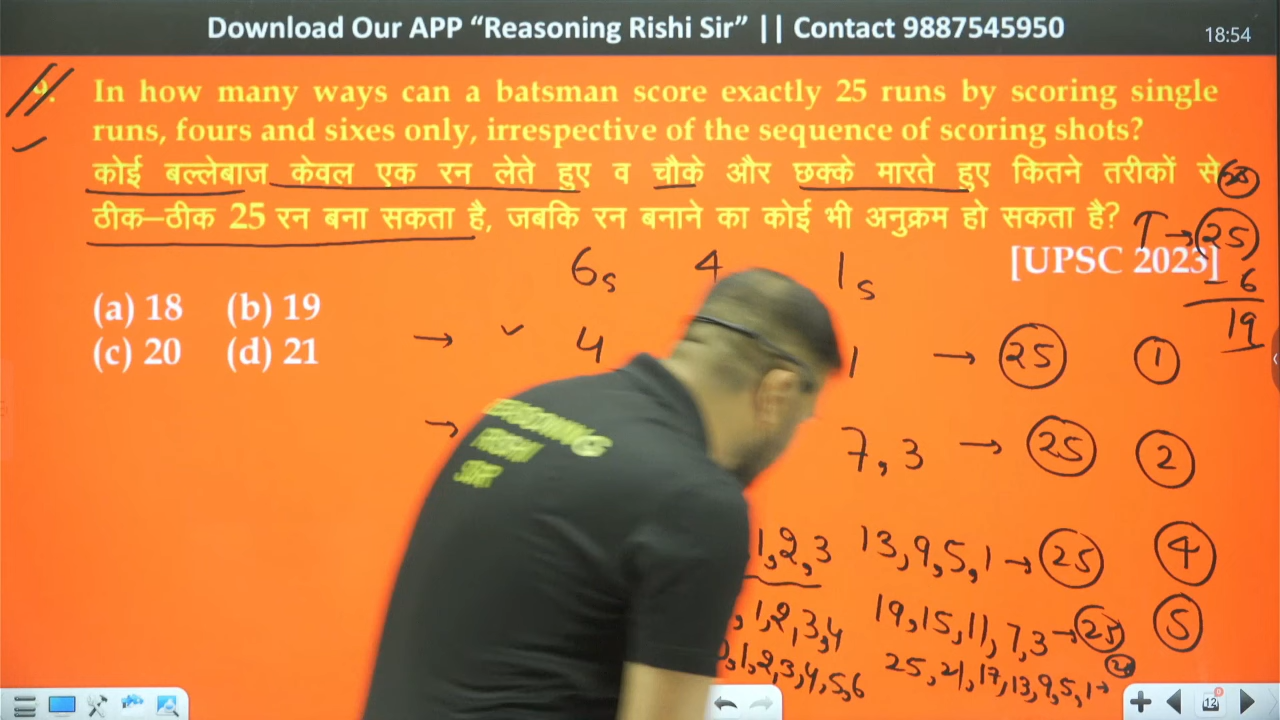 Download Our APP “Reasoning Rishi Sir” || Contact 9887545950
18:54
9. In how many ways can a batsman score exactly 25 runs by scoring single
runs, fours and sixes only, irrespective of the sequence of scoring shots?
कोई बल्लेबाज केवल एक रन लेते हुए व चौके और छक्के मारते हुए कितने तरीकों से
ठीक–ठीक 25 रन बना सकता है, जबकि रन बनाने का कोई भी अनुक्रम हो सकता है?
[UPSC 2023]
T → 25
- 6
19
(a) 18 (b) 19
(c) 20 (d) 21
6s 4 1s
→ ✓ 4 1 → 25 1
→ 7, 3 → 25 2
1, 2, 3 13, 9, 5, 1 → 25 4
, 1, 2, 3, 4 19, 15, 11, 7, 3 → 25 5
, 1, 2, 3, 4, 5, 6 25, 21, 17, 13, 9, 5, 1 →
REASONING
RISHI
SIR
12